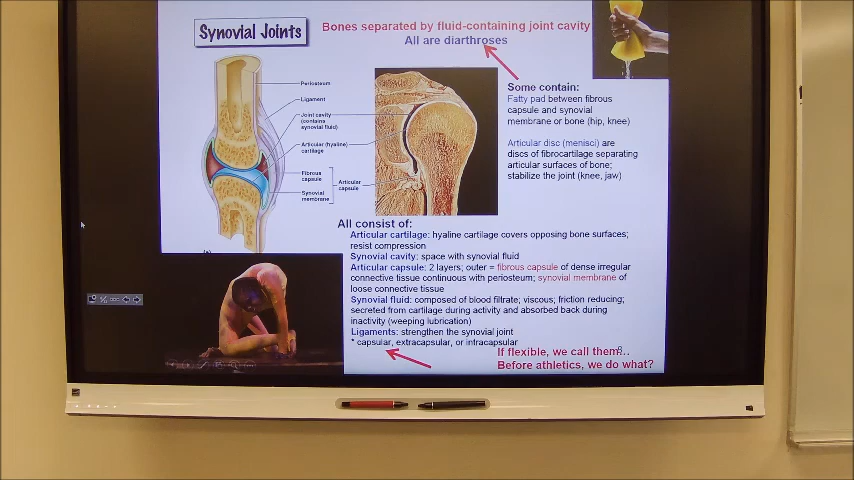 Synovial Joints
Bones separated by fluid-containing joint cavity
All are diarthroses
Periosteum
Ligament
Joint cavity
(contains
synovial fluid)
Articular (hyaline)
cartilage
Fibrous
capsule
Synovial
membrane
Articular
capsule
(a)
Some contain:
Fatty pad between fibrous
capsule and synovial
membrane or bone (hip, knee)
Articular disc (menisci) are
discs of fibrocartilage separating
articular surfaces of bone;
stabilize the joint (knee, jaw)
All consist of:
Articular cartilage: hyaline cartilage covers opposing bone surfaces;
resist compression
Synovial cavity: space with synovial fluid
Articular capsule: 2 layers; outer = fibrous capsule of dense irregular
connective tissue continuous with periosteum; synovial membrane of
loose connective tissue
Synovial fluid: composed of blood filtrate; viscous; friction reducing;
secreted from cartilage during activity and absorbed back during
inactivity (weeping lubrication)
Ligaments: strengthen the synovial joint
* capsular, extracapsular, or intracapsular
If flexible, we call them...
Before athletics, we do what?